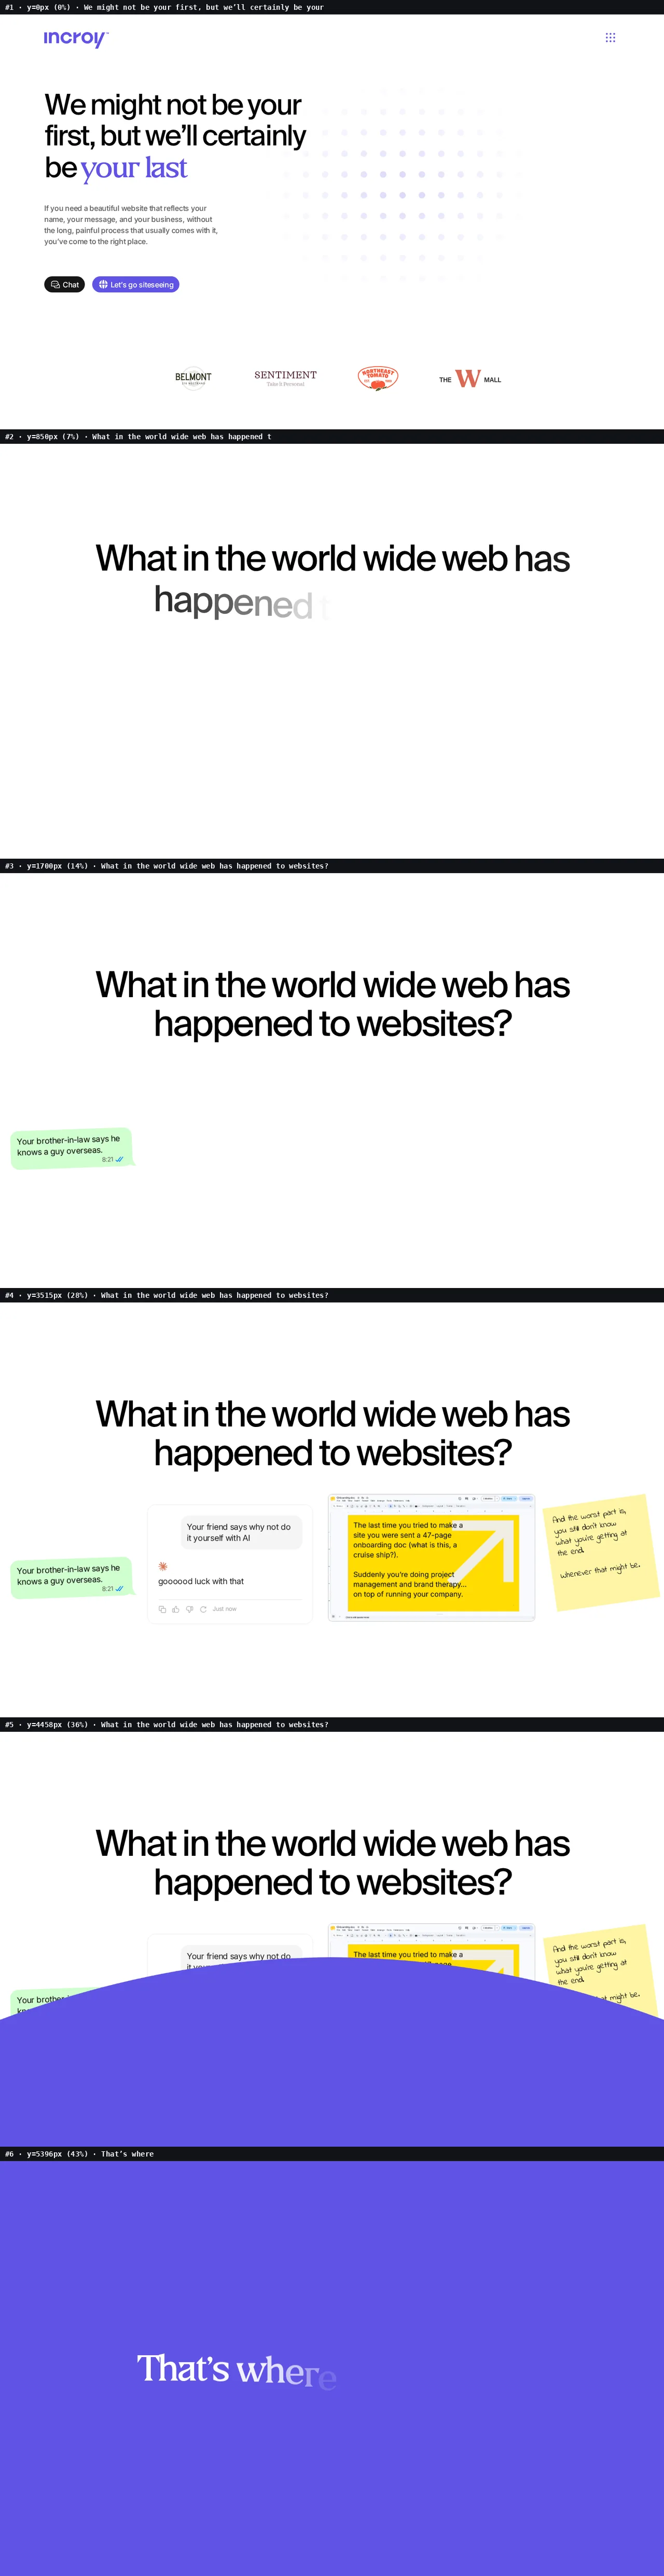 #1 · y=0px (0%) · We might not be your first, but we’ll certainly be your
incroy
We might not be your
first, but we’ll certainly
be your last
If you need a beautiful website that reflects your
name, your message, and your business, without
the long, painful process that usually comes with it,
you’ve come to the right place.
Chat
Let’s go siteseeing
BELMONT
SENTIMENT
Take It Personal
NORTHEAST
TOMATO
THE W MALL
#2 · y=850px (7%) · What in the world wide web has happened t
What in the world wide web has
happened t
#3 · y=1700px (14%) · What in the world wide web has happened to websites?
What in the world wide web has
happened to websites?
Your brother-in-law says he
knows a guy overseas.
8:21
#4 · y=3515px (28%) · What in the world wide web has happened to websites?
What in the world wide web has
happened to websites?
Your brother-in-law says he
knows a guy overseas.
8:21
Your friend says why not do
it yourself with AI
goooood luck with that
Just now
The last time you tried to make a
site you were sent a 47-page
onboarding doc (what is this, a
cruise ship?).
Suddenly you’re doing project
management and brand therapy...
on top of running your company.
And the worst part is,
you still don’t know
what you’re getting at
the end.
whenever that might be.
#5 · y=4458px (36%) · What in the world wide web has happened to websites?
What in the world wide web has
happened to websites?
Your friend says why not do
The last time you tried to make a
And the worst part is,
you still don’t know
what you’re getting at
the end.
that might be.
#6 · y=5396px (43%) · That’s where
That’s where